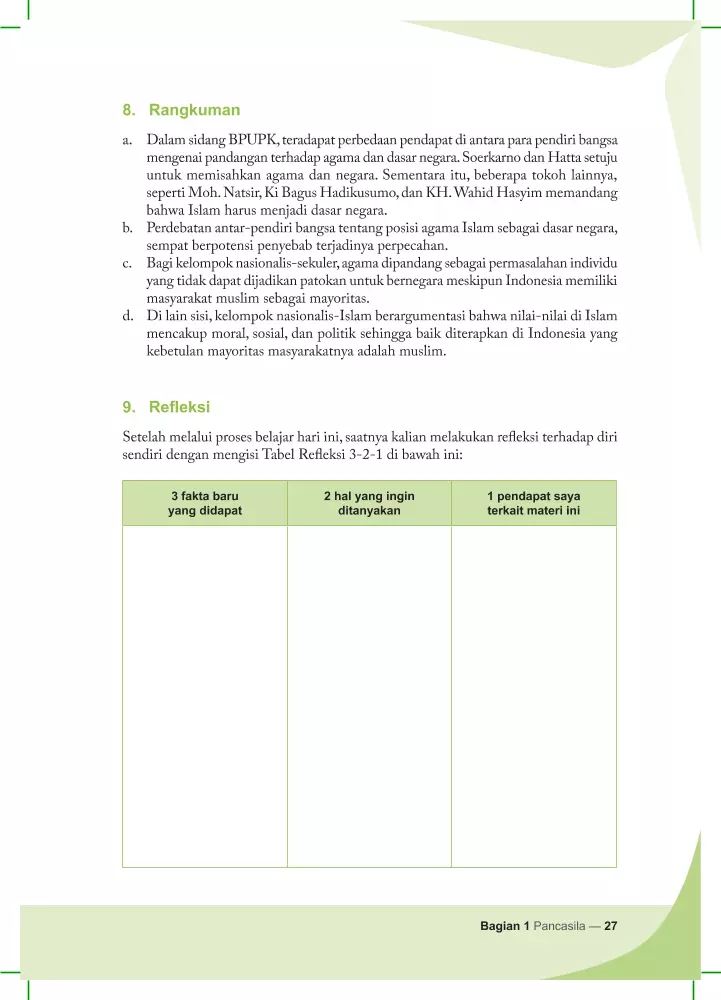 8. Rangkuman
a. Dalam sidang BPUPK, teradapat perbedaan pendapat di antara para pendiri bangsa
mengenai pandangan terhadap agama dan dasar negara. Soerkarno dan Hatta setuju
untuk memisahkan agama dan negara. Sementara itu, beberapa tokoh lainnya,
seperti Moh. Natsir, Ki Bagus Hadikusumo, dan KH. Wahid Hasyim memandang
bahwa Islam harus menjadi dasar negara.
b. Perdebatan antar-pendiri bangsa tentang posisi agama Islam sebagai dasar negara,
sempat berpotensi penyebab terjadinya perpecahan.
c. Bagi kelompok nasionalis-sekuler, agama dipandang sebagai permasalahan individu
yang tidak dapat dijadikan patokan untuk bernegara meskipun Indonesia memiliki
masyarakat muslim sebagai mayoritas.
d. Di lain sisi, kelompok nasionalis-Islam berargumentasi bahwa nilai-nilai di Islam
mencakup moral, sosial, dan politik sehingga baik diterapkan di Indonesia yang
kebetulan mayoritas masyarakatnya adalah muslim.
9. Refleksi
Setelah melalui proses belajar hari ini, saatnya kalian melakukan refleksi terhadap diri
sendiri dengan mengisi Tabel Refleksi 3-2-1 di bawah ini:
3 fakta baru
yang didapat
2 hal yang ingin
ditanyakan
1 pendapat saya
terkait materi ini
Bagian 1 Pancasila — 27